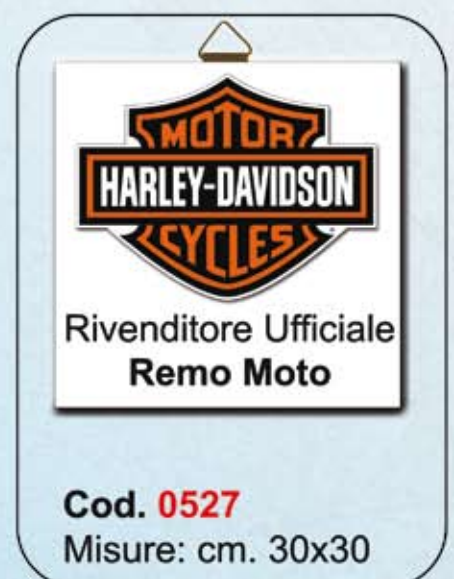 MOTOR
HARLEY-DAVIDSON
CYCLES
Rivenditore Ufficiale
Remo Moto
Cod. 0527
Misure: cm. 30x30